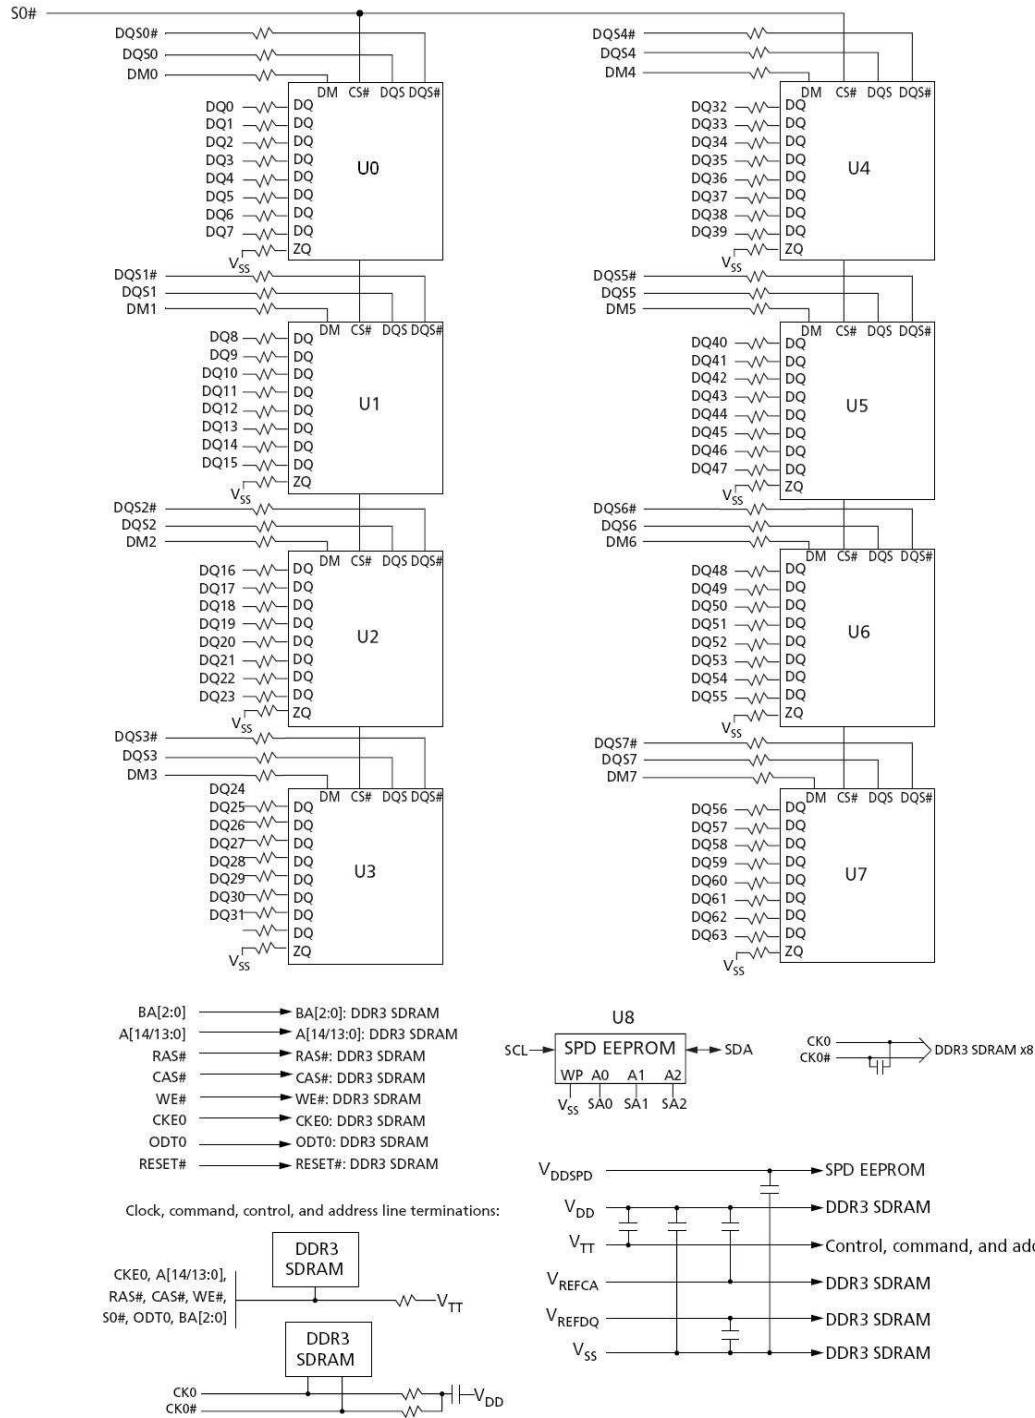 S0#
DQS0#
DQS0
DM0
DM CS# DQS DQS#
DQ0 DQ
DQ1 DQ
DQ2 DQ
DQ3 DQ
DQ4 DQ
DQ5 DQ
DQ6 DQ
DQ7 DQ
VSS ZQ
U0
DQS1#
DQS1
DM1
DM CS# DQS DQS#
DQ8 DQ
DQ9 DQ
DQ10 DQ
DQ11 DQ
DQ12 DQ
DQ13 DQ
DQ14 DQ
DQ15 DQ
VSS ZQ
U1
DQS2#
DQS2
DM2
DM CS# DQS DQS#
DQ16 DQ
DQ17 DQ
DQ18 DQ
DQ19 DQ
DQ20 DQ
DQ21 DQ
DQ22 DQ
DQ23 DQ
VSS ZQ
U2
DQS3#
DQS3
DM3
DM CS# DQS DQS#
DQ24
DQ25 DQ
DQ26 DQ
DQ27 DQ
DQ28 DQ
DQ29 DQ
DQ30 DQ
DQ31 DQ
DQ
VSS ZQ
U3
DQS4#
DQS4
DM4
DM CS# DQS DQS#
DQ32 DQ
DQ33 DQ
DQ34 DQ
DQ35 DQ
DQ36 DQ
DQ37 DQ
DQ38 DQ
DQ39 DQ
VSS ZQ
U4
DQS5#
DQS5
DM5
DM CS# DQS DQS#
DQ40 DQ
DQ41 DQ
DQ42 DQ
DQ43 DQ
DQ44 DQ
DQ45 DQ
DQ46 DQ
DQ47 DQ
VSS ZQ
U5
DQS6#
DQS6
DM6
DM CS# DQS DQS#
DQ48 DQ
DQ49 DQ
DQ50 DQ
DQ51 DQ
DQ52 DQ
DQ53 DQ
DQ54 DQ
DQ55 DQ
VSS ZQ
U6
DQS7#
DQS7
DM7
DM CS# DQS DQS#
DQ56 DQ
DQ57 DQ
DQ58 DQ
DQ59 DQ
DQ60 DQ
DQ61 DQ
DQ62 DQ
DQ63 DQ
VSS ZQ
U7
BA[2:0] BA[2:0]: DDR3 SDRAM
A[14/13:0] A[14/13:0]: DDR3 SDRAM
RAS# RAS#: DDR3 SDRAM
CAS# CAS#: DDR3 SDRAM
WE# WE#: DDR3 SDRAM
CKE0 CKE0: DDR3 SDRAM
ODT0 ODT0: DDR3 SDRAM
RESET# RESET#: DDR3 SDRAM
U8
SCL SPD EEPROM SDA
WP A0 A1 A2
VSS SA0 SA1 SA2
CK0
CK0#
DDR3 SDRAM x8
Clock, command, control, and address line terminations:
DDR3
SDRAM
CKE0, A[14/13:0],
RAS#, CAS#, WE#,
S0#, ODT0, BA[2:0]
VTT
DDR3
SDRAM
CK0
CK0#
VDD
VDDSPD SPD EEPROM
VDD DDR3 SDRAM
VTT Control, command, and
VREFCA DDR3 SDRAM
VREFDQ DDR3 SDRAM
VSS DDR3 SDRAM